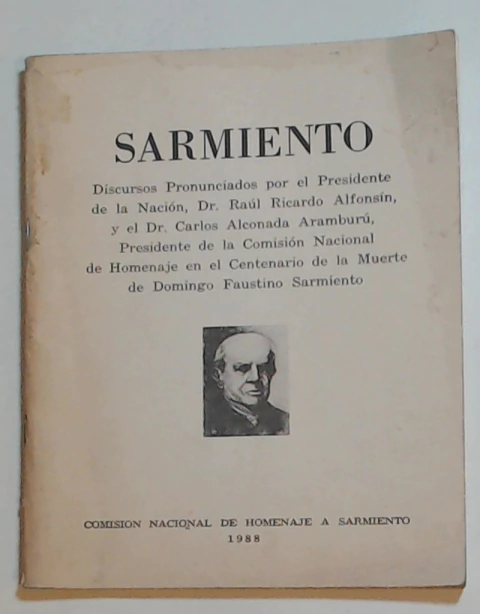 SARMIENTO
Discursos Pronunciados por el Presidente
de la Nación, Dr. Raúl Ricardo Alfonsín,
y el Dr. Carlos Alconada Aramburú,
Presidente de la Comisión Nacional
de Homenaje en el Centenario de la Muerte
de Domingo Faustino Sarmiento
COMISION NACIONAL DE HOMENAJE A SARMIENTO
1988